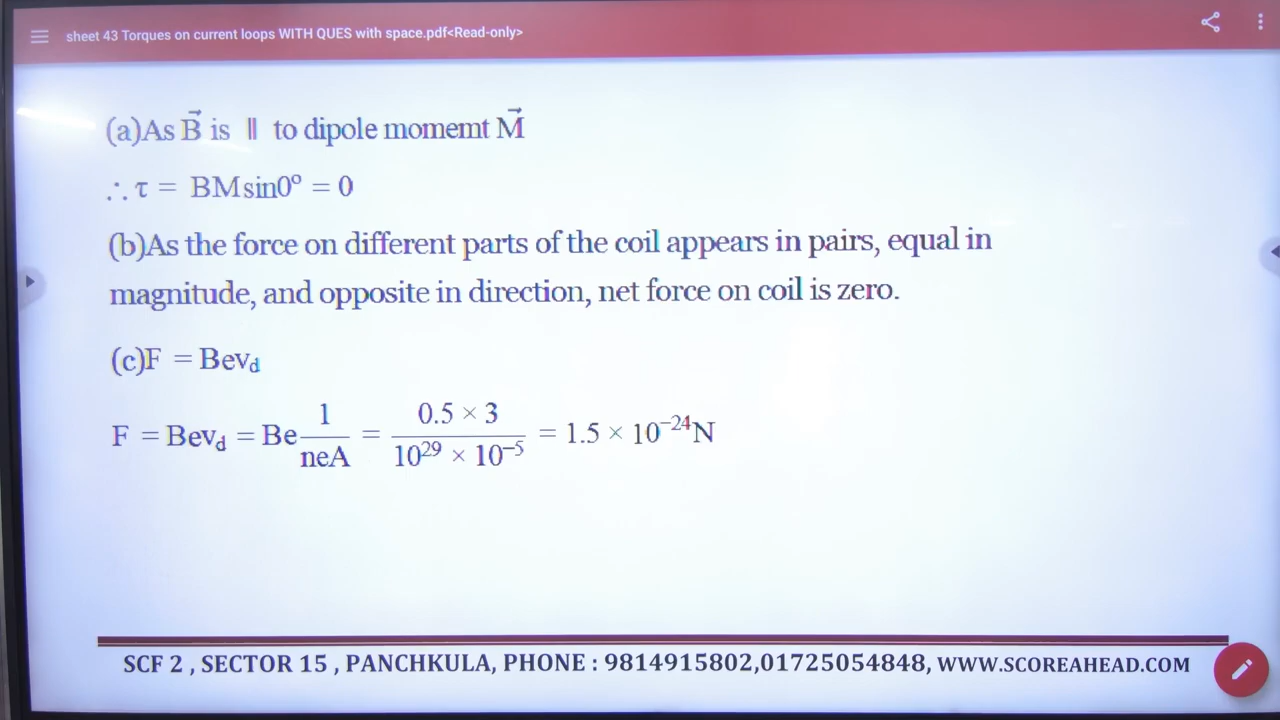 sheet 43 Torques on current loops WITH QUES with space.pdf<Read-only>
(a)As B⃗ is || to dipole momemt M⃗
∴ τ = BMsin0° = 0
(b)As the force on different parts of the coil appears in pairs, equal in
magnitude, and opposite in direction, net force on coil is zero.
(c)F = Bev_d
F = Bev_d = Be 1/neA = (0.5 × 3)/(10²⁹ × 10⁻⁵) = 1.5 × 10⁻²⁴N
SCF 2 , SECTOR 15 , PANCHKULA, PHONE : 9814915802,01725054848, WWW.SCOREAHEAD.COM